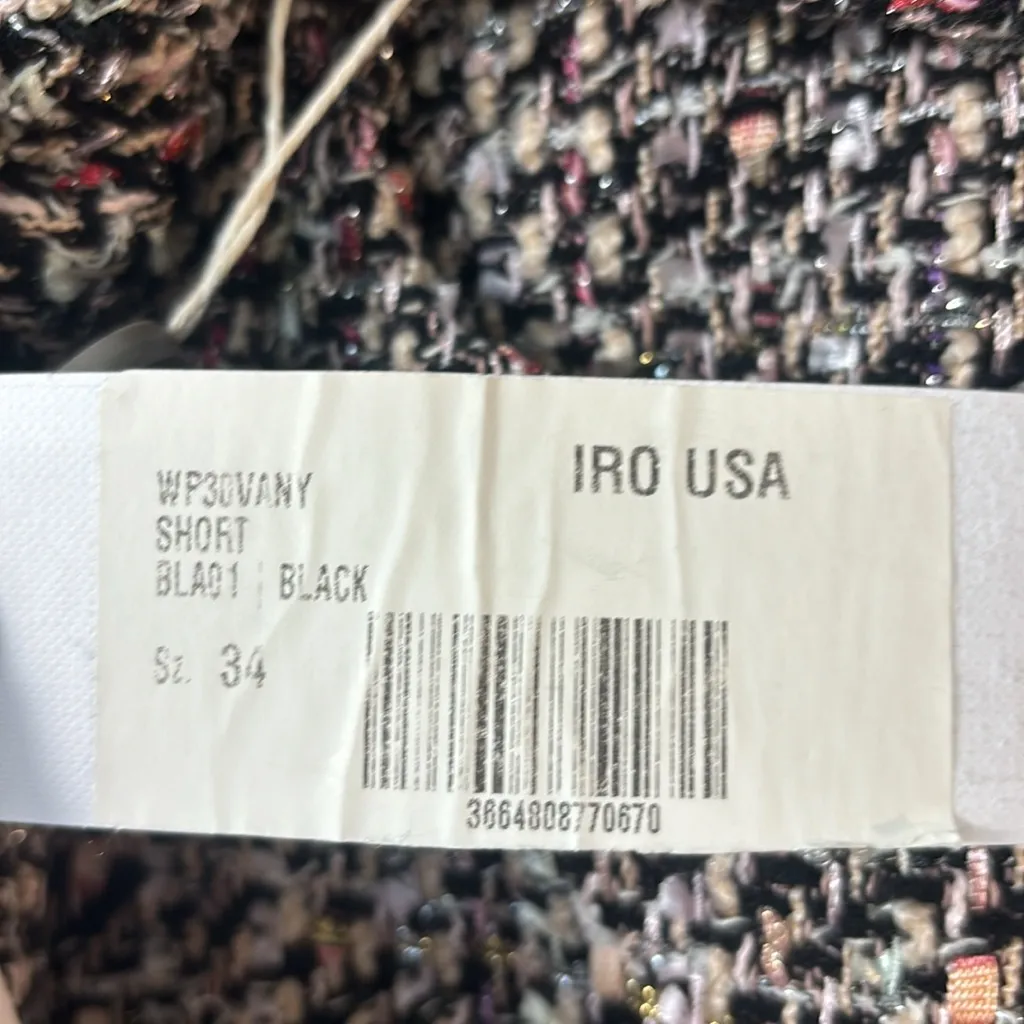 IRO USA
WP30VANY
SHORT
BLA01 BLACK
Sz. 34
3664808770670